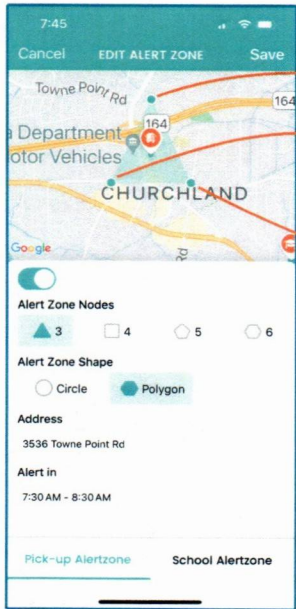 7:45
Cancel EDIT ALERT ZONE Save
Towne Point Rd
164
164
a Department
otor Vehicles
CHURCHLAND
Rd
Google
Alert Zone Nodes
3 4 5 6
Alert Zone Shape
Circle Polygon
Address
3536 Towne Point Rd
Alert in
7:30 AM - 8:30 AM
Pick-up Alertzone School Alertzone